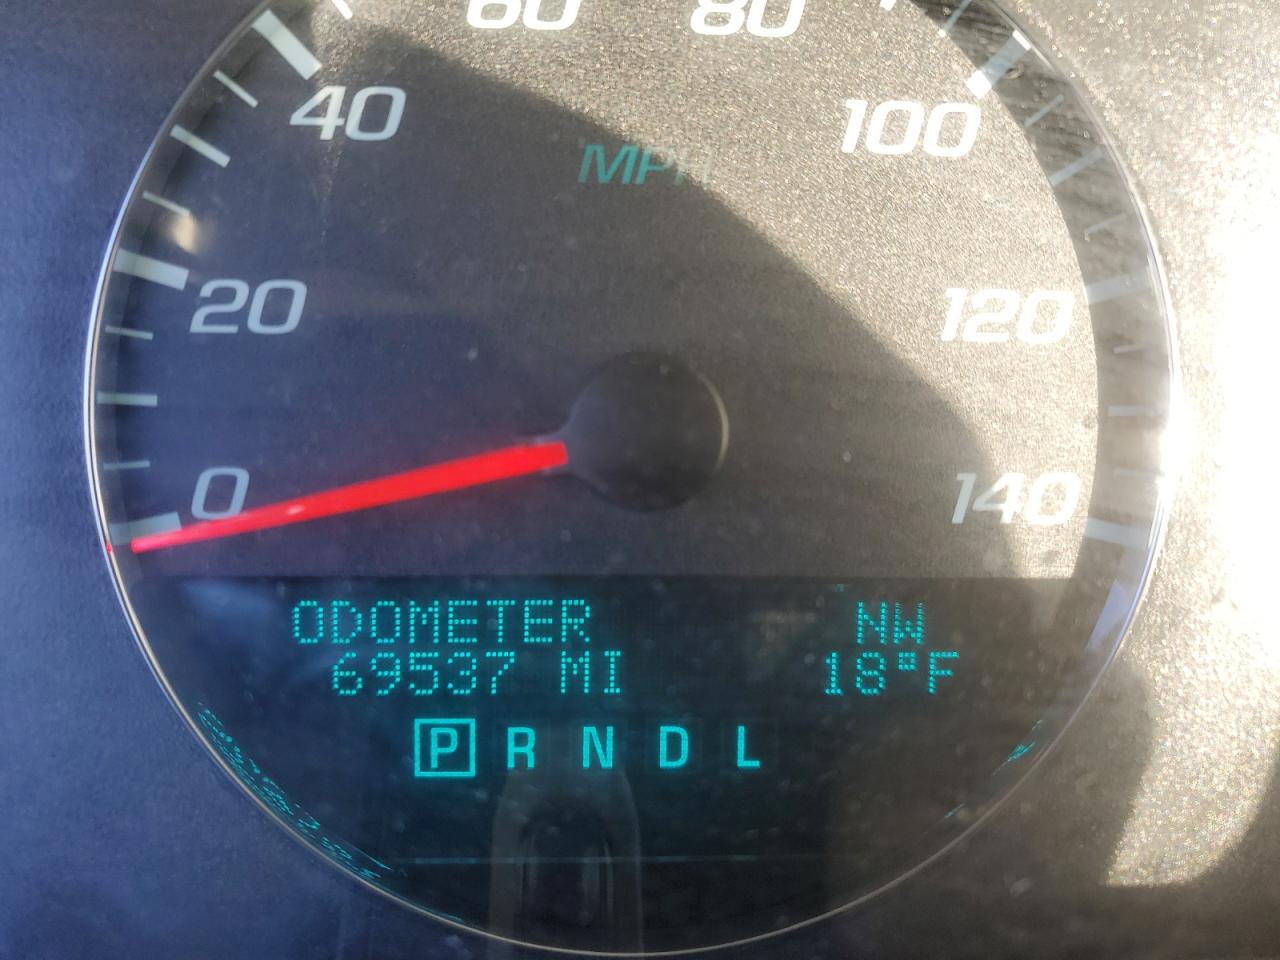 60 80
40 100
MPH
20 120
0 140
ODOMETER NW
69537 MI 18°F
P R N D L